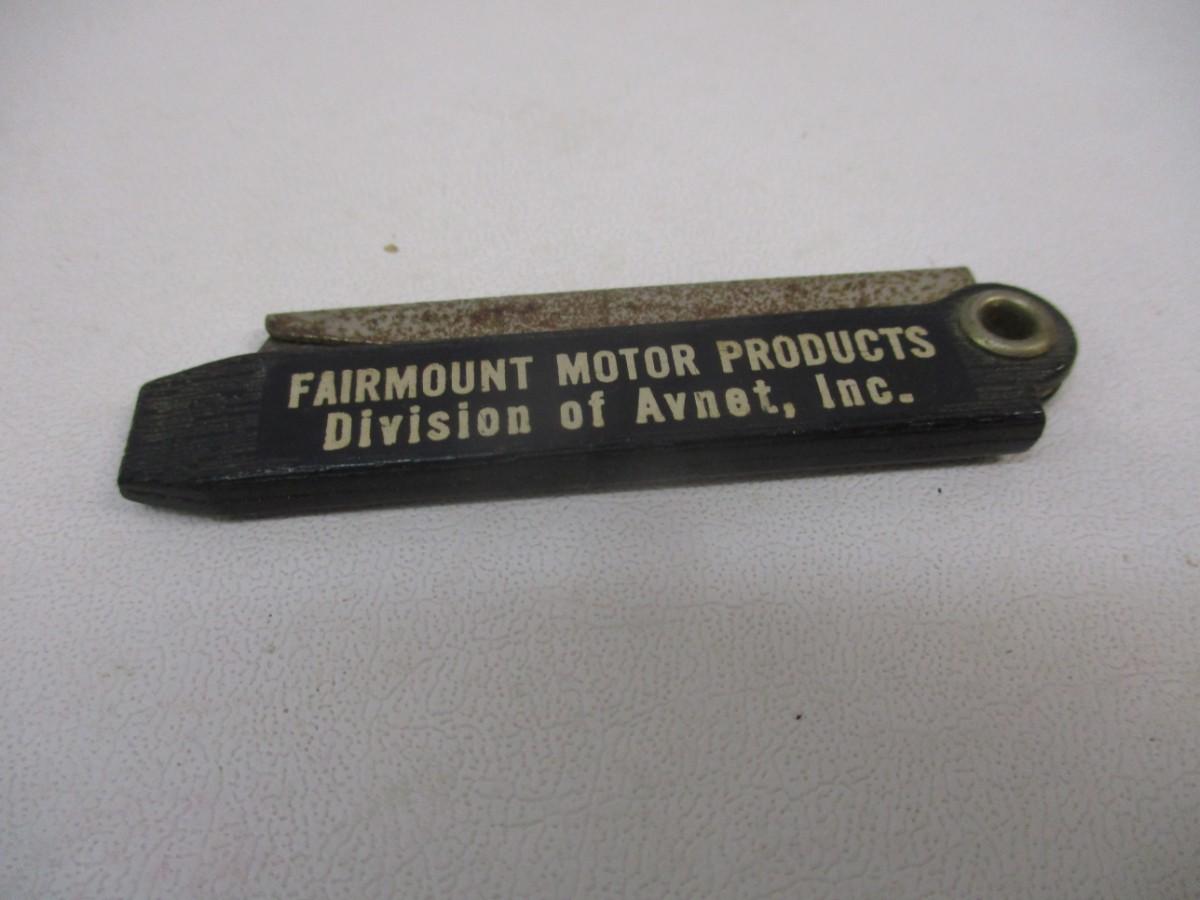 FAIRMOUNT MOTOR PRODUCTS
Division of Avnet, Inc.